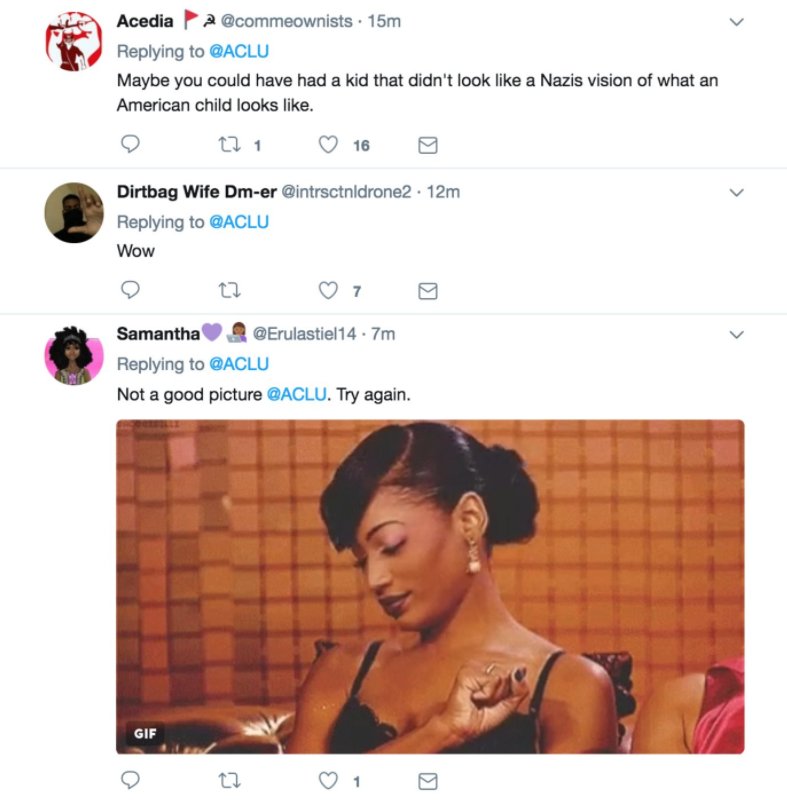 Acedia 🚩☭ @commeownists · 15m
Replying to @ACLU
Maybe you could have had a kid that didn't look like a Nazis vision of what an
American child looks like.
1 16
Dirtbag Wife Dm-er @intrsctnldrone2 · 12m
Replying to @ACLU
Wow
7
Samantha💜👩🏾‍💻 @Erulastiel14 · 7m
Replying to @ACLU
Not a good picture @ACLU. Try again.
GIF
1